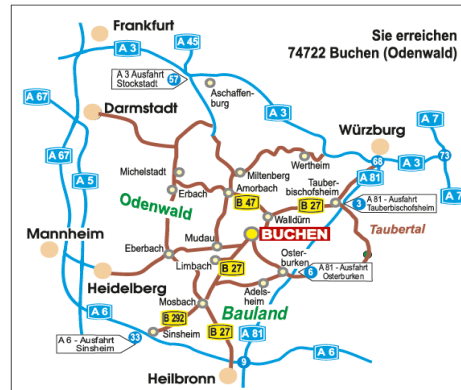 Frankfurt
Sie erreichen
74722 Buchen (Odenwald)
A 45
A 3
A 3 Ausfahrt
Stockstadt
57
Aschaffen-
burg
A 67
Darmstadt
A 3
A 7
Würzburg
A 67
Wertheim
68
A 3
73
A 5
Michelstadt
Miltenberg
A 81
A 7
Erbach
Amorbach
Tauber-
bischofsheim
Odenwald
B 47
B 27
3
A 81 - Ausfahrt
Tauberbischofsheim
Walldürn
Mannheim
Mudau
BUCHEN
Taubertal
Eberbach
Limbach
Oster-
burken
B 27
6
A 81 - Ausfahrt
Osterburken
Heidelberg
Adels-
heim
Mosbach
Bauland
A 6
B 292
Sinsheim
B 27
A 81
A 6 - Ausfahrt
Sinsheim
33
A 6
9
Heilbronn